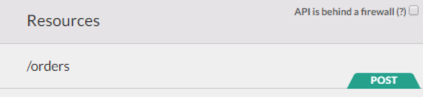 Resources
API is behind a firewall (?)
/orders
POST